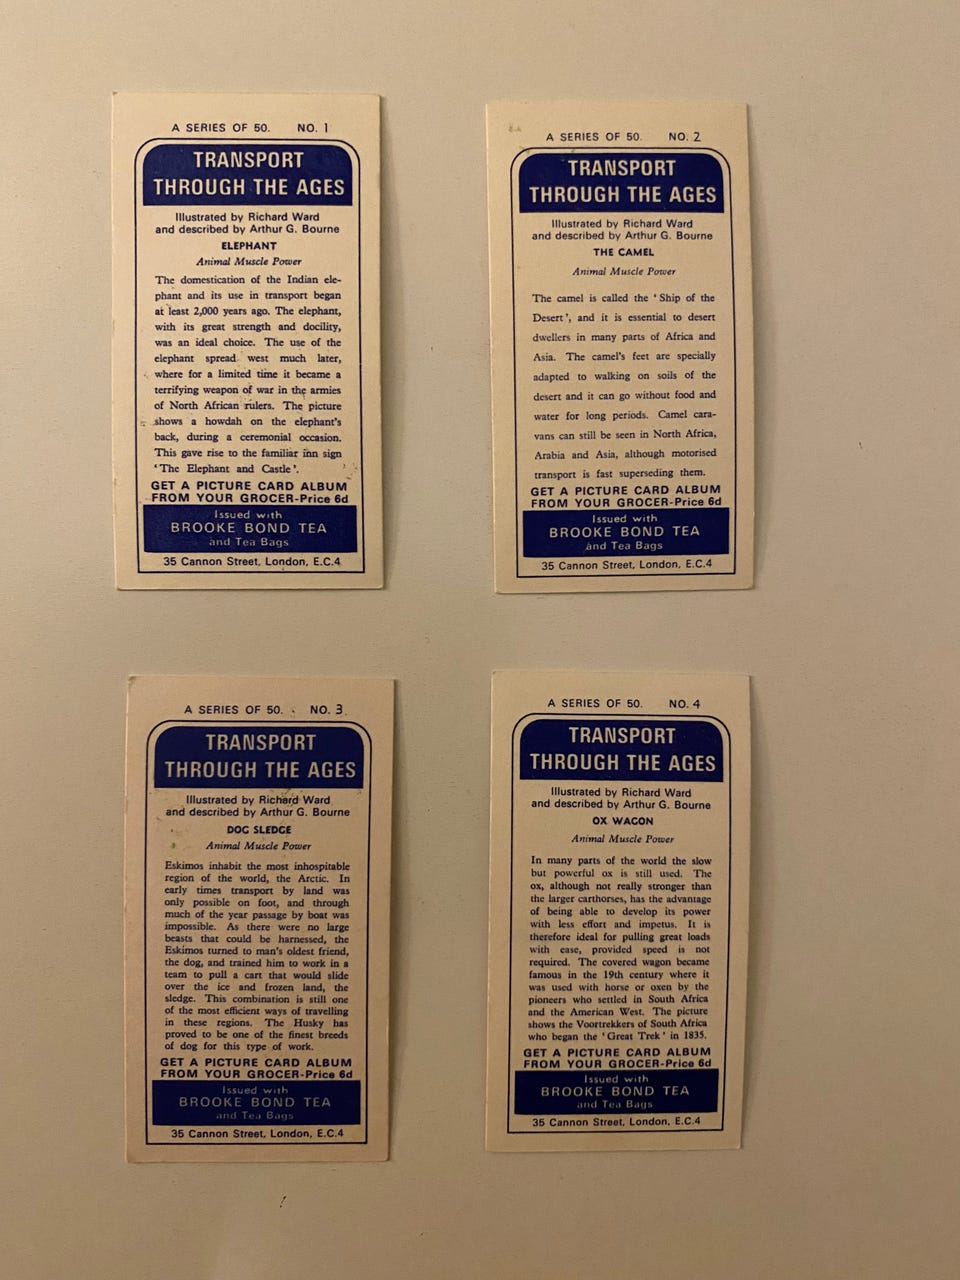 A SERIES OF 50. NO. 1
TRANSPORT
THROUGH THE AGES
Illustrated by Richard Ward
and described by Arthur G. Bourne
ELEPHANT
Animal Muscle Power
The domestication of the Indian ele-
phant and its use in transport began
at least 2,000 years ago. The elephant,
with its great strength and docility,
was an ideal choice. The use of the
elephant spread west much later,
where for a limited time it became a
terrifying weapon of war in the armies
of North African rulers. The picture
shows a howdah on the elephant's
back, during a ceremonial occasion.
This gave rise to the familiar inn sign
'The Elephant and Castle'.
GET A PICTURE CARD ALBUM
FROM YOUR GROCER-Price 6d
Issued with
BROOKE BOND TEA
and Tea Bags
35 Cannon Street, London, E.C.4
A SERIES OF 50. NO. 2
TRANSPORT
THROUGH THE AGES
Illustrated by Richard Ward
and described by Arthur G. Bourne
THE CAMEL
Animal Muscle Power
The camel is called the 'Ship of the
Desert', and it is essential to desert
dwellers in many parts of Africa and
Asia. The camel's feet are specially
adapted to walking on soils of the
desert and it can go without food and
water for long periods. Camel cara-
vans can still be seen in North Africa,
Arabia and Asia, although motorised
transport is fast superseding them.
GET A PICTURE CARD ALBUM
FROM YOUR GROCER-Price 6d
Issued with
BROOKE BOND TEA
and Tea Bags
35 Cannon Street, London, E.C.4
A SERIES OF 50. NO. 3
TRANSPORT
THROUGH THE AGES
Illustrated by Richard Ward
and described by Arthur G. Bourne
DOG SLEDGE
Animal Muscle Power
Eskimos inhabit the most inhospitable
region of the world, the Arctic. In
early times transport by land was
only possible on foot, and through
much of the year passage by boat was
impossible. As there were no large
beasts that could be harnessed, the
Eskimos turned to man's oldest friend,
the dog, and trained him to work in a
team to pull a cart that would slide
over the ice and frozen land, the
sledge. This combination is still one
of the most efficient ways of travelling
in these regions. The Husky has
proved to be one of the finest breeds
of dog for this type of work.
GET A PICTURE CARD ALBUM
FROM YOUR GROCER-Price 6d
Issued with
BROOKE BOND TEA
and Tea Bags
35 Cannon Street, London, E.C.4
A SERIES OF 50. NO. 4
TRANSPORT
THROUGH THE AGES
Illustrated by Richard Ward
and described by Arthur G. Bourne
OX WAGON
Animal Muscle Power
In many parts of the world the slow
but powerful ox is still used. The
ox, although not really stronger than
the larger carthorses, has the advantage
of being able to develop its power
with less effort and impetus. It is
therefore ideal for pulling great loads
with ease, provided speed is not
required. The covered wagon became
famous in the 19th century where it
was used with horse or oxen by the
pioneers who settled in South Africa
and the American West. The picture
shows the Voortrekkers of South Africa
who began the 'Great Trek' in 1835.
GET A PICTURE CARD ALBUM
FROM YOUR GROCER-Price 6d
Issued with
BROOKE BOND TEA
and Tea Bags
35 Cannon Street, London, E.C.4